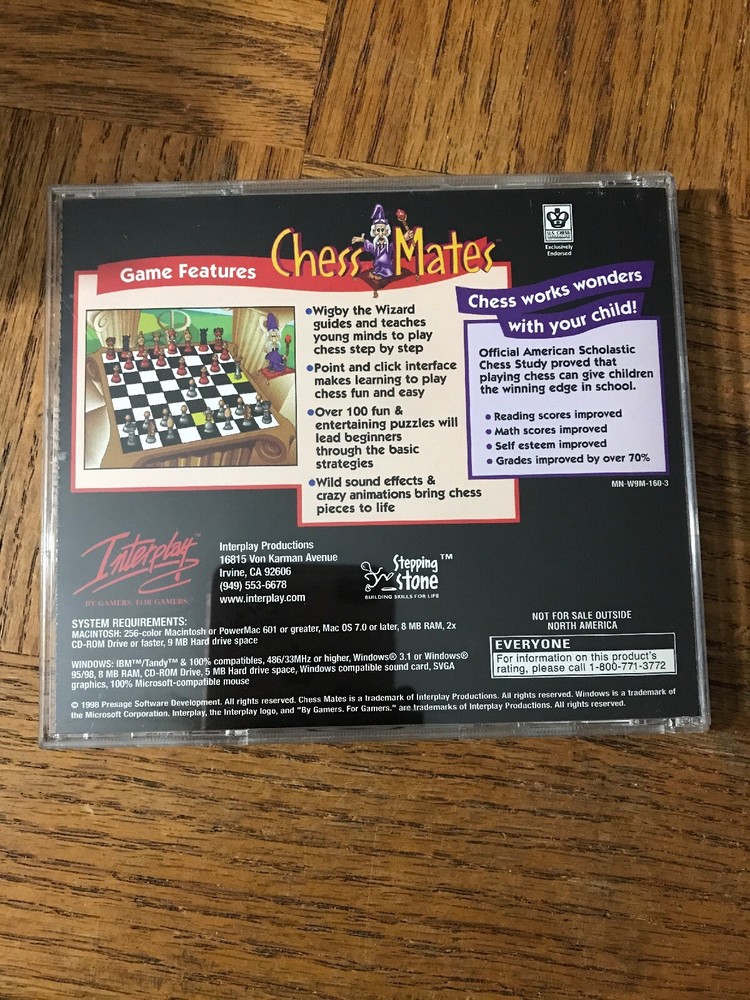 Chess Mates™
Game Features
U.S. CHESS
Exclusively
Endorsed
•Wigby the Wizard
guides and teaches
young minds to play
chess step by step
•Point and click interface
makes learning to play
chess fun and easy
•Over 100 fun &
entertaining puzzles will
lead beginners
through the basic
strategies
•Wild sound effects &
crazy animations bring chess
pieces to life
Chess works wonders
with your child!
Official American Scholastic
Chess Study proved that
playing chess can give children
the winning edge in school.
• Reading scores improved
• Math scores improved
• Self esteem improved
• Grades improved by over 70%
MN-W9M-160-3
Interplay™
BY GAMERS. FOR GAMERS.
Interplay Productions
16815 Von Karman Avenue
Irvine, CA 92606
(949) 553-6678
www.interplay.com
Stepping
Stone™
BUILDING SKILLS FOR LIFE
SYSTEM REQUIREMENTS:
MACINTOSH: 256-color Macintosh or PowerMac 601 or greater, Mac OS 7.0 or later, 8 MB RAM, 2x
CD-ROM Drive or faster, 9 MB Hard drive space
WINDOWS: IBM™/Tandy™ & 100% compatibles, 486/33MHz or higher, Windows® 3.1 or Windows®
95/98, 8 MB RAM, CD-ROM Drive, 5 MB Hard drive space, Windows compatible sound card, SVGA
graphics, 100% Microsoft-compatible mouse
NOT FOR SALE OUTSIDE
NORTH AMERICA
EVERYONE
For information on this product's
rating, please call 1-800-771-3772
© 1998 Presage Software Development. All rights reserved. Chess Mates is a trademark of Interplay Productions. All rights reserved. Windows is a trademark of
the Microsoft Corporation. Interplay, the Interplay logo, and "By Gamers. For Gamers." are trademarks of Interplay Productions. All rights reserved.